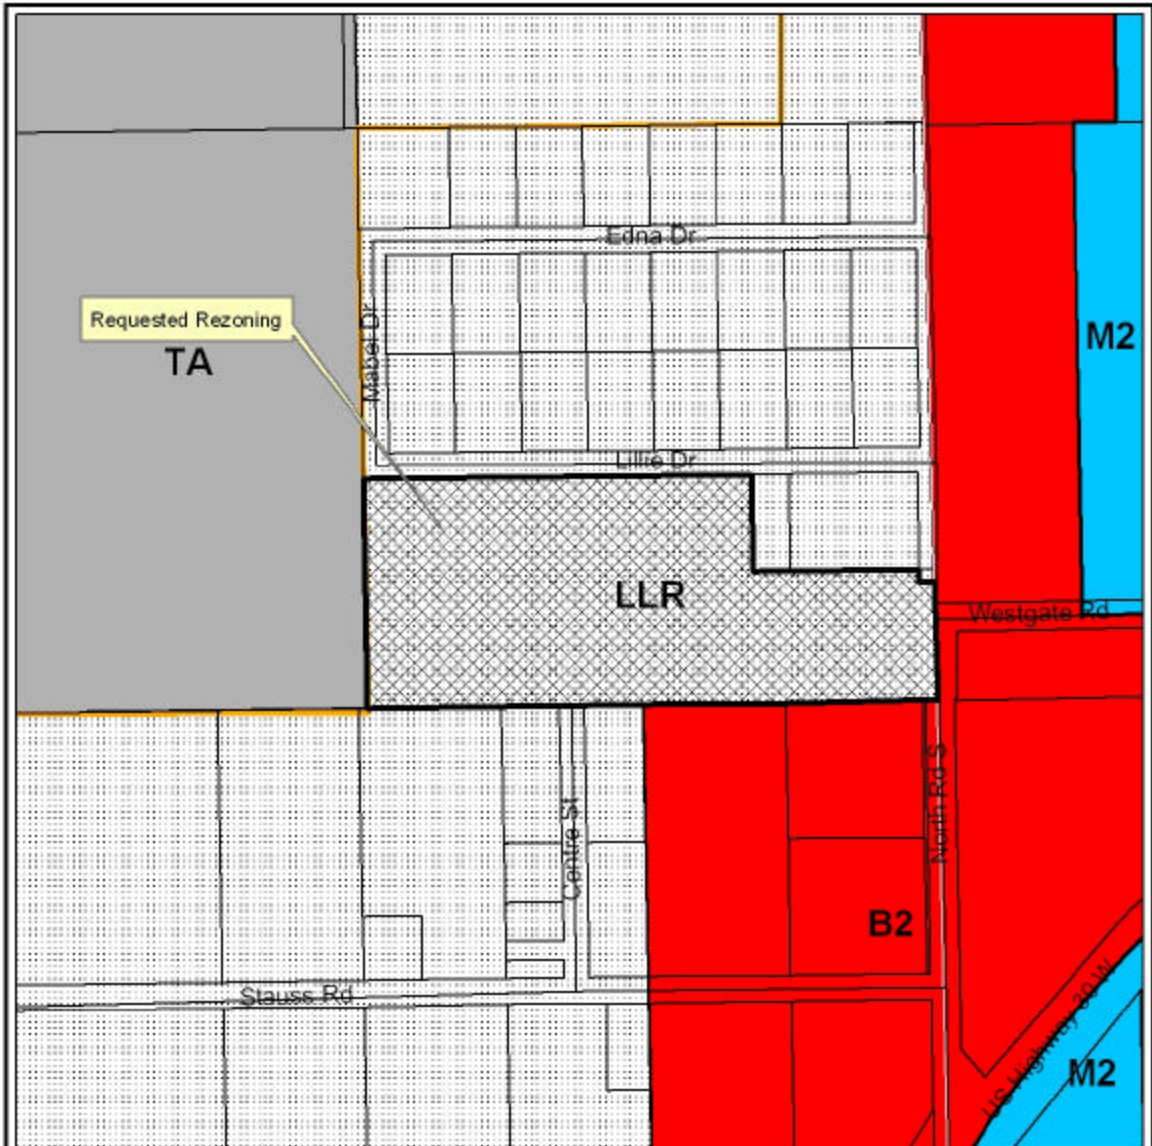 Edna Dr
Requested Rezoning
TA
Mabel Dr
M2
Lillie Dr
LLR
Westgate Rd
North Rd S
Centre St
B2
Stauss Rd
US Highway 30 W
M2